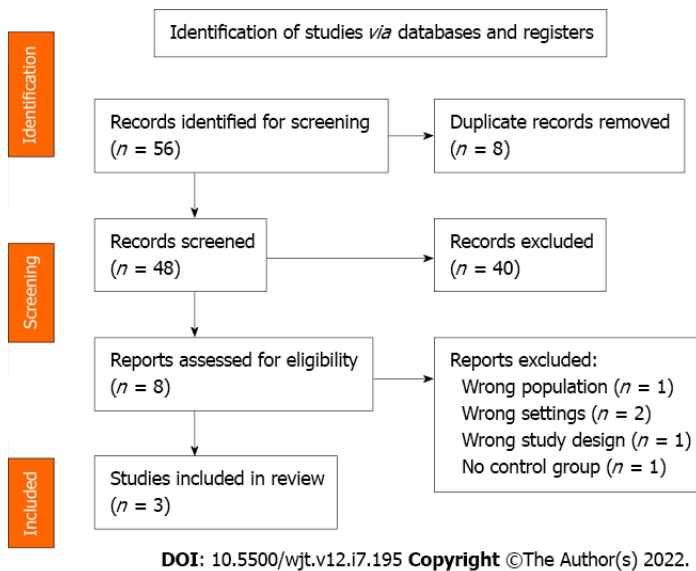 Identification of studies via databases and registers
Identification
Records identified for screening
(n = 56)
Duplicate records removed
(n = 8)
Screening
Records screened
(n = 48)
Records excluded
(n = 40)
Reports assessed for eligibility
(n = 8)
Reports excluded:
Wrong population (n = 1)
Wrong settings (n = 2)
Wrong study design (n = 1)
No control group (n = 1)
Included
Studies included in review
(n = 3)
DOI: 10.5500/wjt.v12.i7.195 Copyright ©The Author(s) 2022.